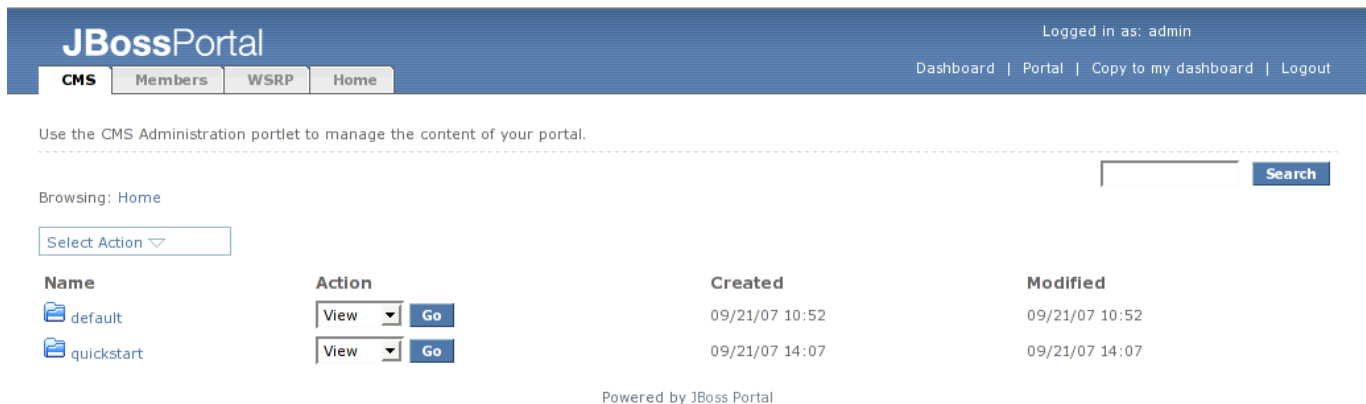 Logged in as: admin
JBossPortal
Dashboard | Portal | Copy to my dashboard | Logout
CMS Members WSRP Home
Use the CMS Administration portlet to manage the content of your portal.
Search
Browsing: Home
Select Action
Name Action Created Modified
default View Go 09/21/07 10:52 09/21/07 10:52
quickstart View Go 09/21/07 14:07 09/21/07 14:07
Powered by JBoss Portal